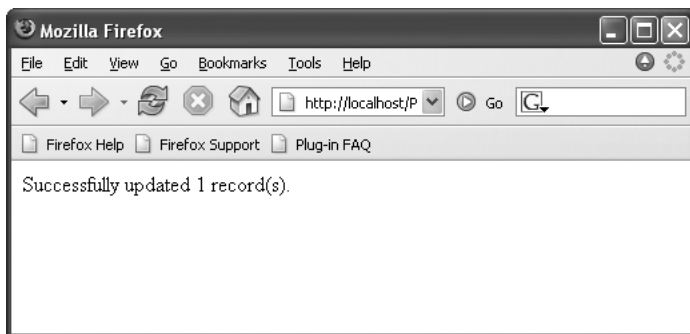 Mozilla Firefox
File Edit View Go Bookmarks Tools Help
http://localhost/P Go G
Firefox Help Firefox Support Plug-in FAQ
Successfully updated 1 record(s).